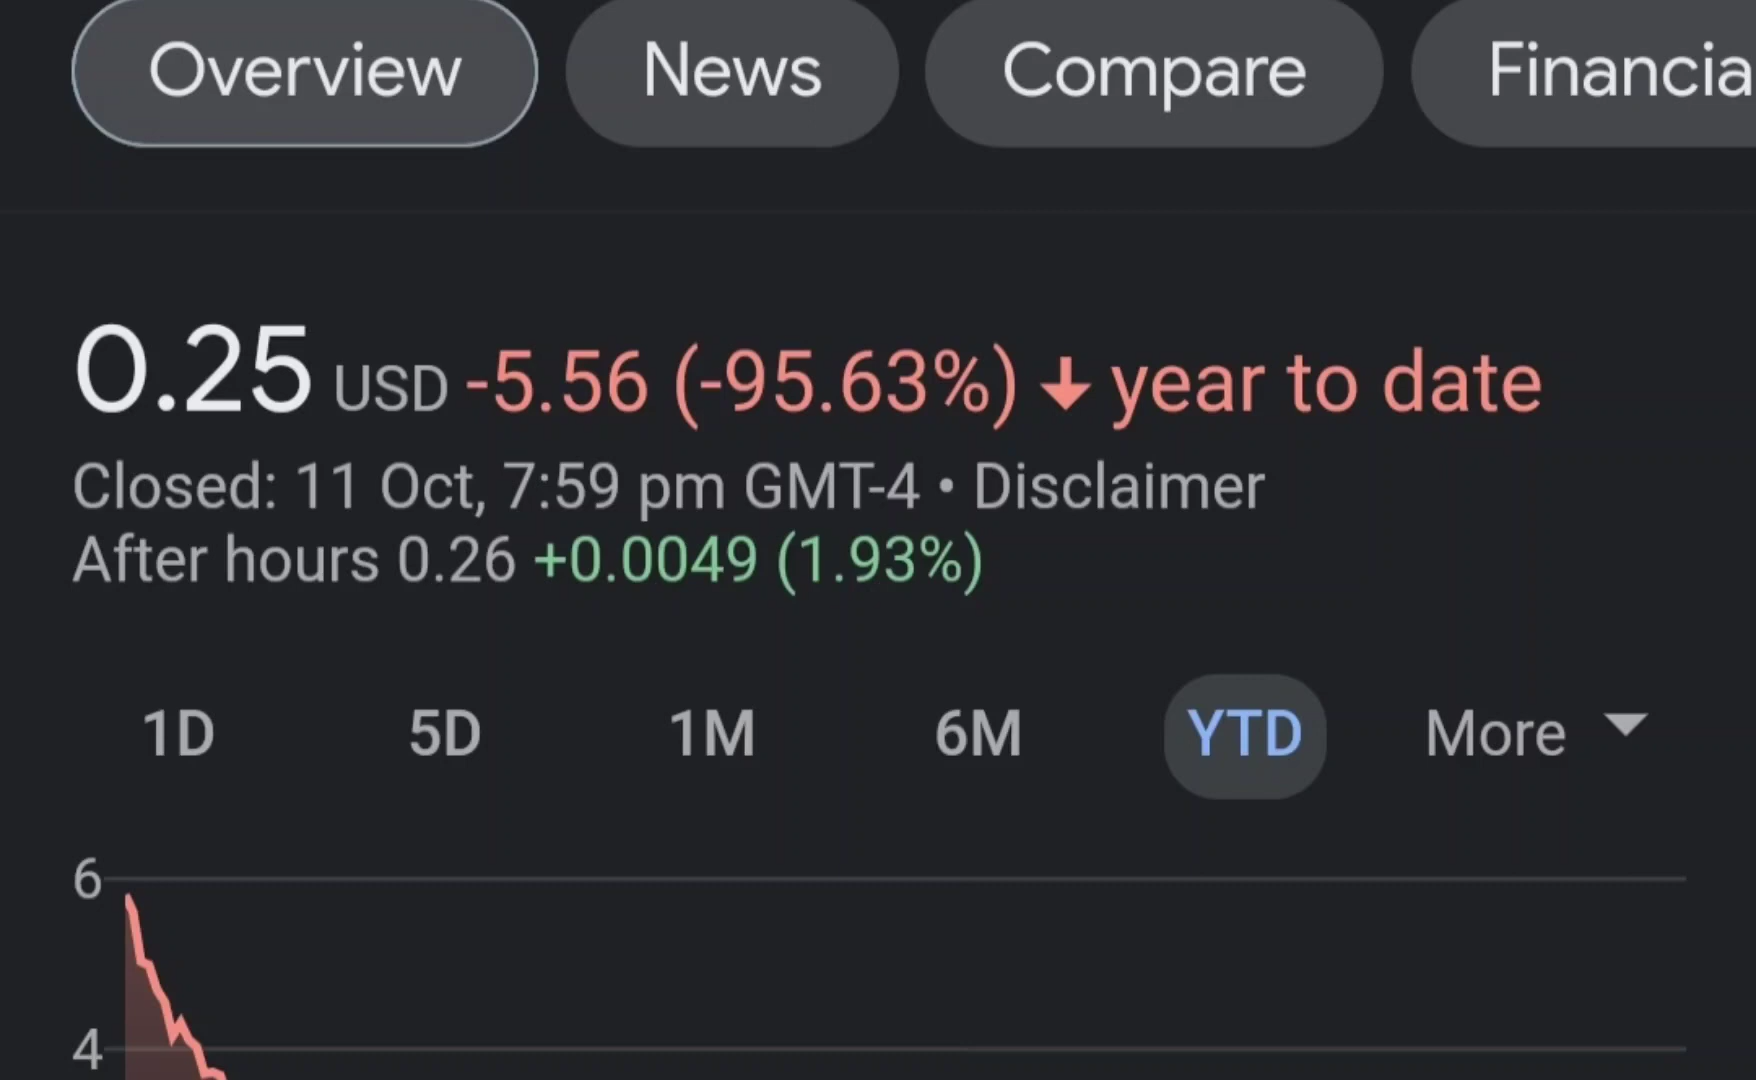 Overview News Compare Financia
0.25 USD -5.56 (-95.63%) ↓ year to date
Closed: 11 Oct, 7:59 pm GMT-4 • Disclaimer
After hours 0.26 +0.0049 (1.93%)
1D 5D 1M 6M YTD More
6
4